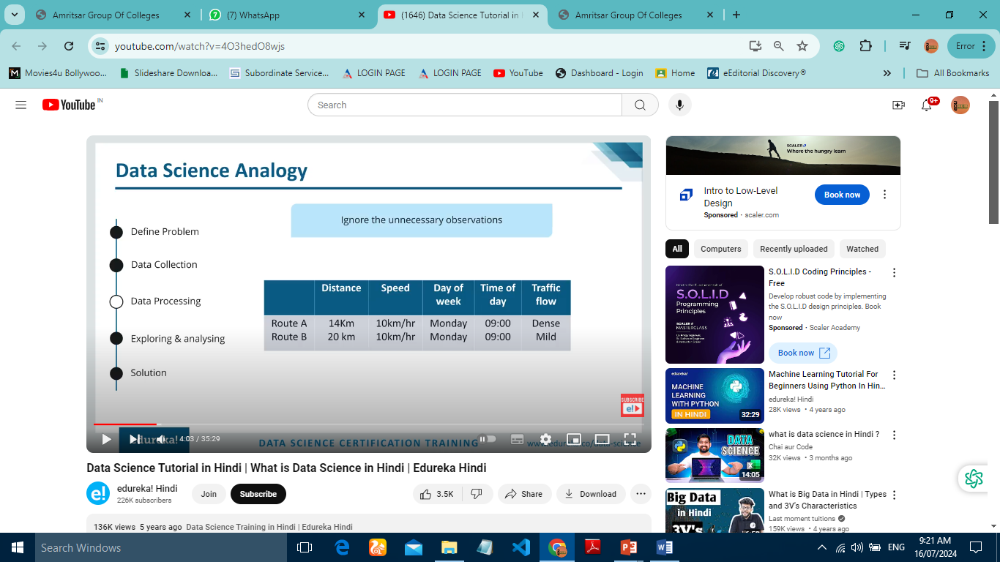 Amritsar Group Of Colleges
(7) WhatsApp
(1646) Data Science Tutorial in
Amritsar Group Of Colleges
youtube.com/watch?v=4O3hedO8wjs
Error
Movies4u Bollywoo...
Slideshare Downloa...
Subordinate Service...
LOGIN PAGE
LOGIN PAGE
YouTube
Dashboard - Login
Home
eEditorial Discovery®
All Bookmarks
YouTube IN
Search
9+
Data Science Analogy
Ignore the unnecessary observations
Define Problem
Data Collection
Data Processing
Exploring & analysing
Solution
Distance Speed Day of week Time of day Traffic flow
Route A 14Km 10km/hr Monday 09:00 Dense
Route B 20 km 10km/hr Monday 09:00 Mild
SUBSCRIBE
e!
edureka!
4:03 / 35:29
DATA SCIENCE CERTIFICATION TRAINING
www.edureka.co/data-science
Data Science Tutorial in Hindi | What is Data Science in Hindi | Edureka Hindi
e!
edureka! Hindi
226K subscribers
Join
Subscribe
3.5K
Share
Download
136K views 5 years ago Data Science Training in Hindi | Edureka Hindi
SCALER
Where the hungry learn
Intro to Low-Level
Design
Sponsored · scaler.com
Book now
All
Computers
Recently uploaded
Watched
Master the Fundamentals of
S.O.L.I.D
Programming
Principles
SCALER
MASTERCLASS
S.O.L.I.D Coding Principles -
Free
Develop robust code by implementing
the S.O.L.I.D design principles. Book
now
Sponsored · Scaler Academy
Book now
edureka!
MACHINE
LEARNING
WITH PYTHON
IN HINDI
32:29
Machine Learning Tutorial For
Beginners Using Python In Hin...
edureka! Hindi
28K views • 4 years ago
DATA
SCIENCE
14:05
what is data science in Hindi ?
Chai aur Code
32K views • 3 months ago
Big Data
in Hindi
3V's
What is Big Data in Hindi | Types
and 3V's Characteristics
Last moment tuitions
159K views • 4 years ago
Search Windows
ENG
9:21 AM
16/07/2024